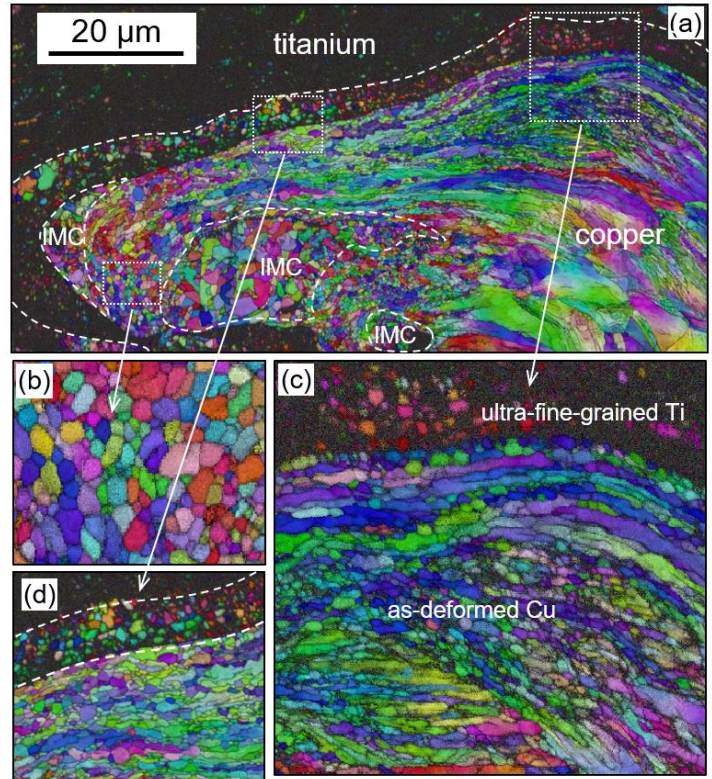 20 µm
titanium
(a)
IMC
IMC
copper
IMC
(b)
(c)
ultra-fine-grained Ti
(d)
as-deformed Cu